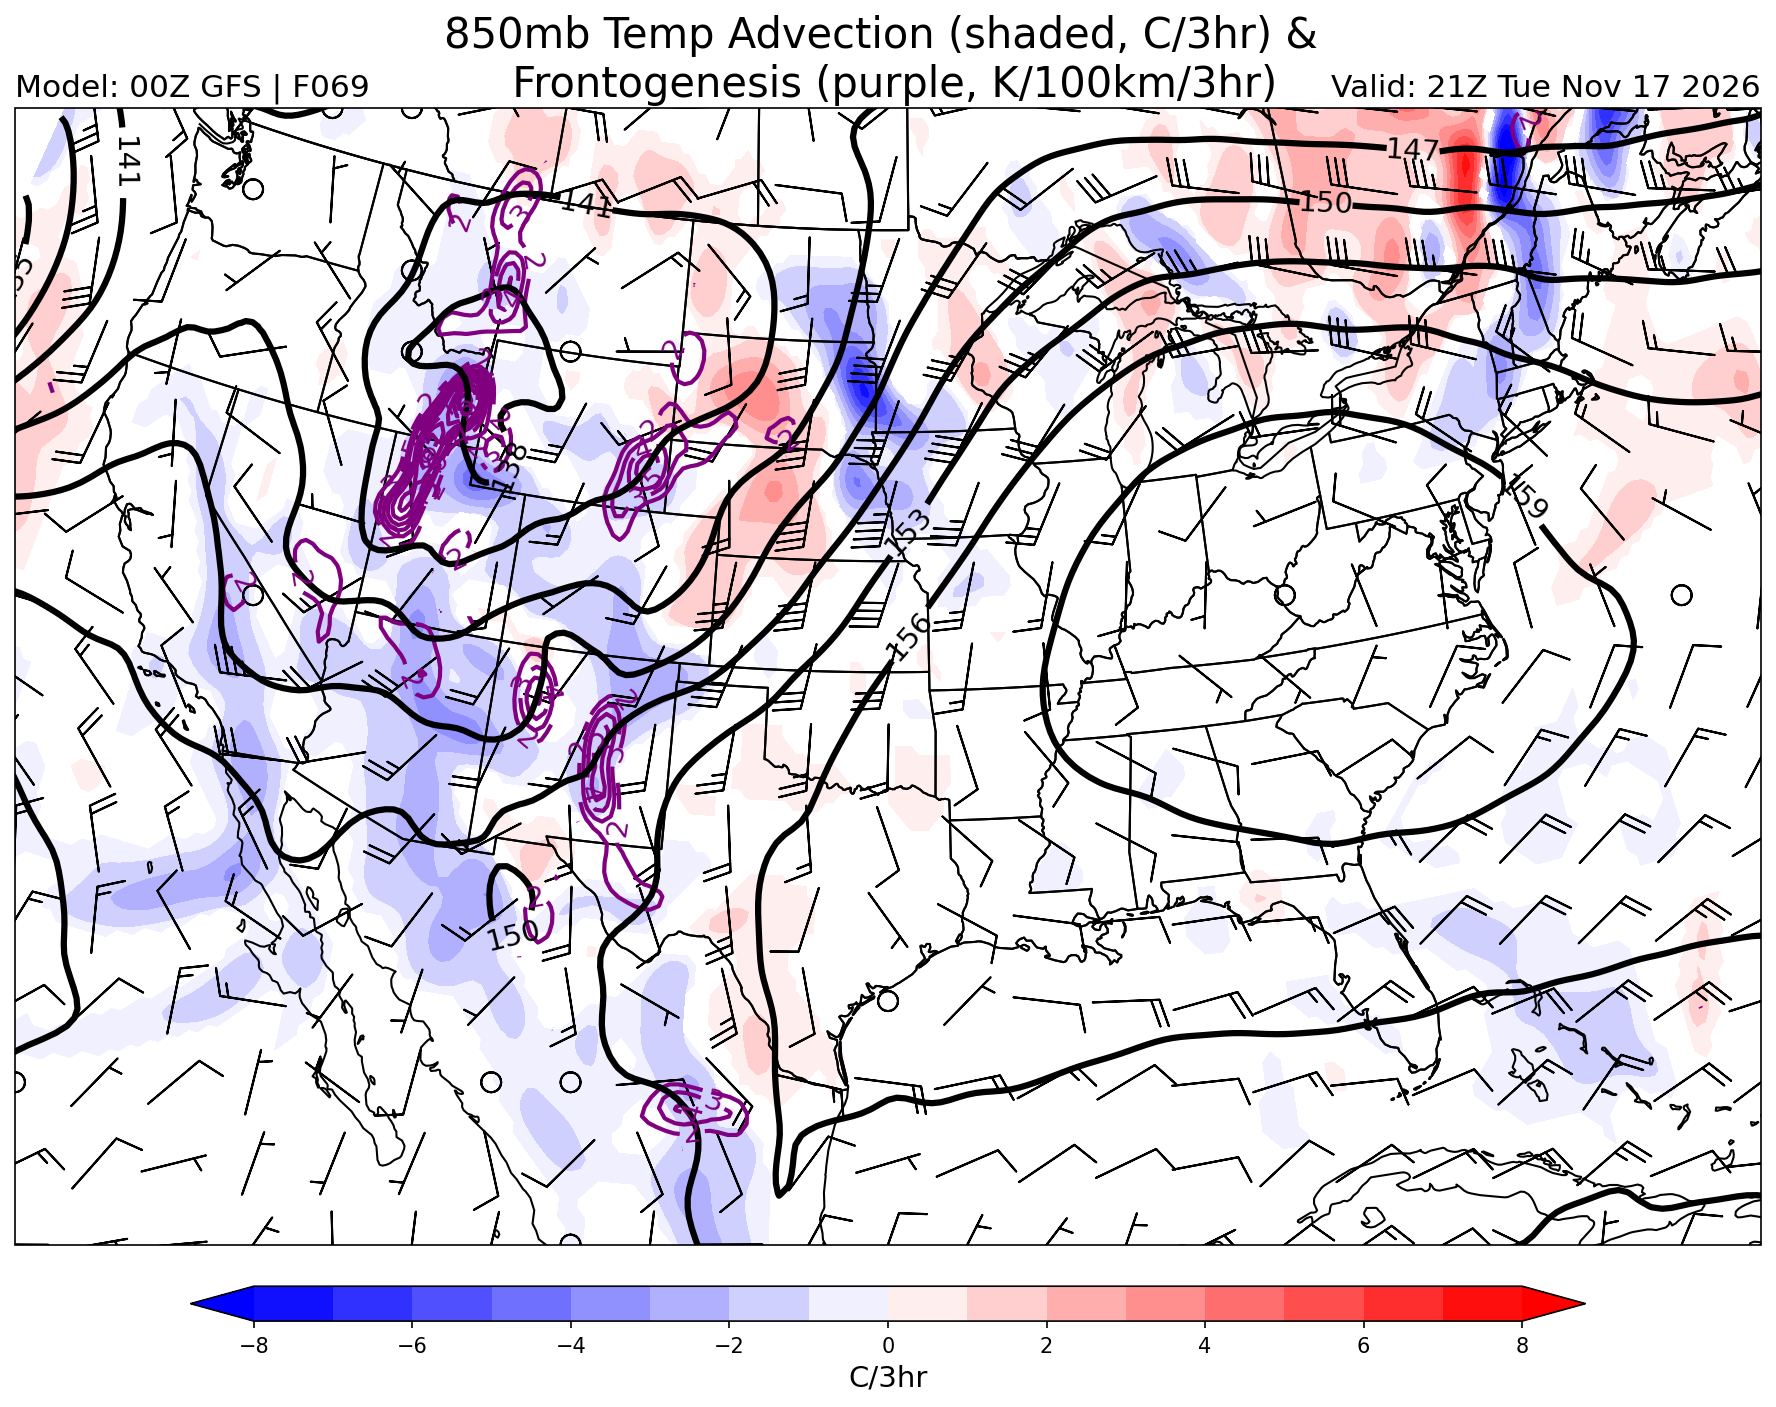 850mb Temp Advection (shaded, C/3hr) &
Model: 00Z GFS | F069
Frontogenesis (purple, K/100km/3hr)
Valid: 21Z Tue Nov 17 2026
141
147
150
141
138
153
159
156
150
−8 −6 −4 −2 0 2 4 6 8
C/3hr